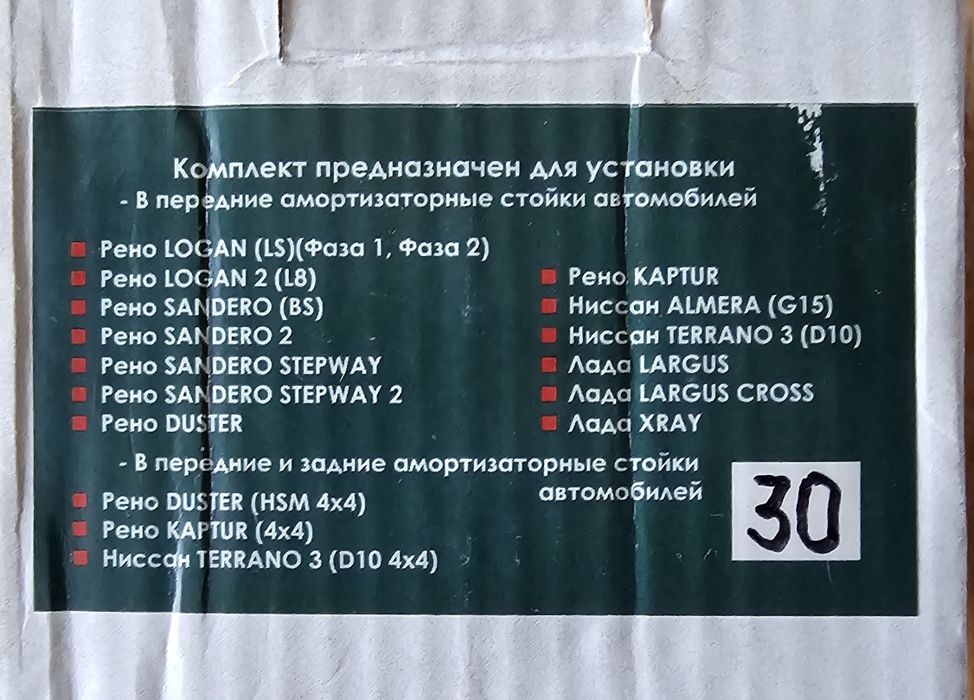 Комплект предназначен для установки
- В передние амортизаторные стойки автомобилей
Рено LOGAN (LS)(Фаза 1, Фаза 2)
Рено LOGAN 2 (L8)
Рено SANDERO (BS)
Рено SANDERO 2
Рено SANDERO STEPWAY
Рено SANDERO STEPWAY 2
Рено DUSTER
Рено KAPTUR
Ниссан ALMERA (G15)
Ниссан TERRANO 3 (D10)
Лада LARGUS
Лада LARGUS CROSS
Лада XRAY
- В передние и задние амортизаторные стойки
автомобилей
Рено DUSTER (HSM 4x4)
Рено KAPTUR (4x4)
Ниссан TERRANO 3 (D10 4x4)
30